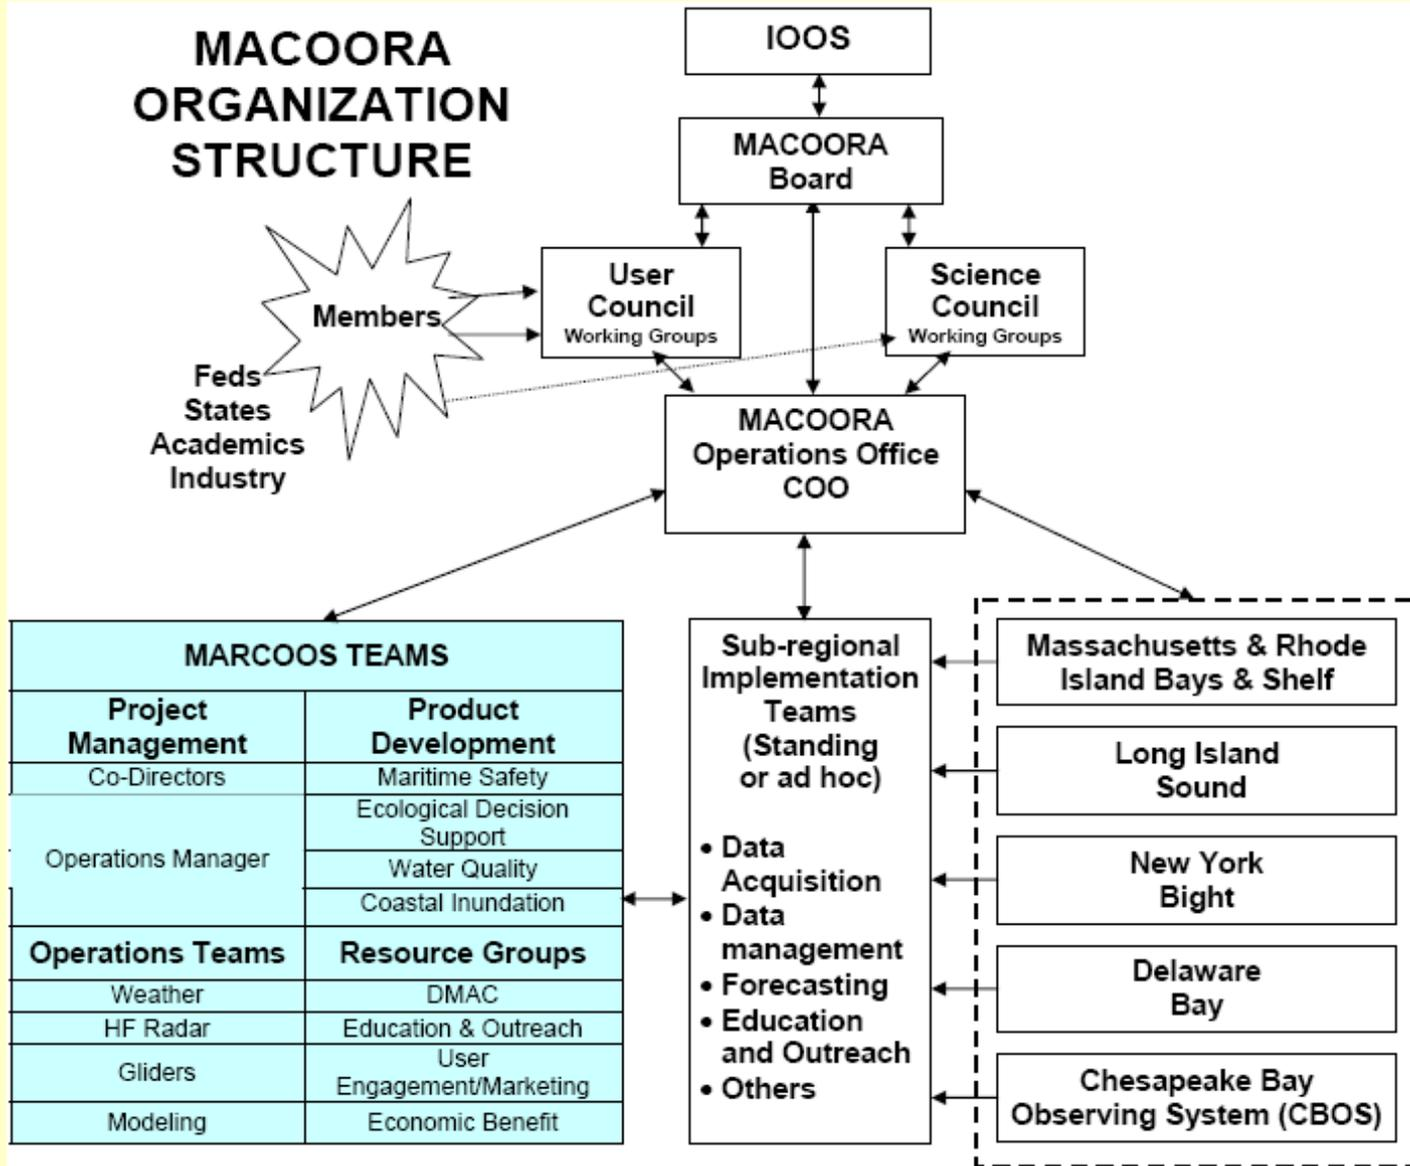 MACOORA
ORGANIZATION
STRUCTURE
IOOS
MACOORA
Board
Members
Feds
States
Academics
Industry
User
Council
Working Groups
Science
Council
Working Groups
MACOORA
Operations Office
COO
MARCOOS TEAMS
Project
Management
Product
Development
Co-Directors
Maritime Safety
Operations Manager
Ecological Decision
Support
Water Quality
Coastal Inundation
Operations Teams
Resource Groups
Weather
DMAC
HF Radar
Education & Outreach
Gliders
User
Engagement/Marketing
Modeling
Economic Benefit
Sub-regional
Implementation
Teams
(Standing
or ad hoc)
• Data
Acquisition
• Data
management
• Forecasting
• Education
and Outreach
• Others
Massachusetts & Rhode
Island Bays & Shelf
Long Island
Sound
New York
Bight
Delaware
Bay
Chesapeake Bay
Observing System (CBOS)